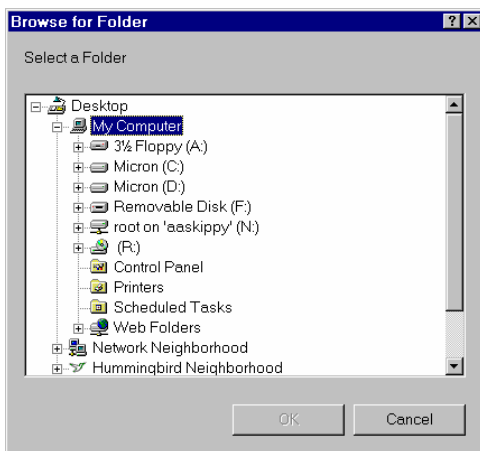 Browse for Folder
Select a Folder
Desktop
My Computer
3½ Floppy (A:)
Micron (C:)
Micron (D:)
Removable Disk (F:)
root on 'aaskippy' (N:)
(R:)
Control Panel
Printers
Scheduled Tasks
Web Folders
Network Neighborhood
Hummingbird Neighborhood
OK
Cancel